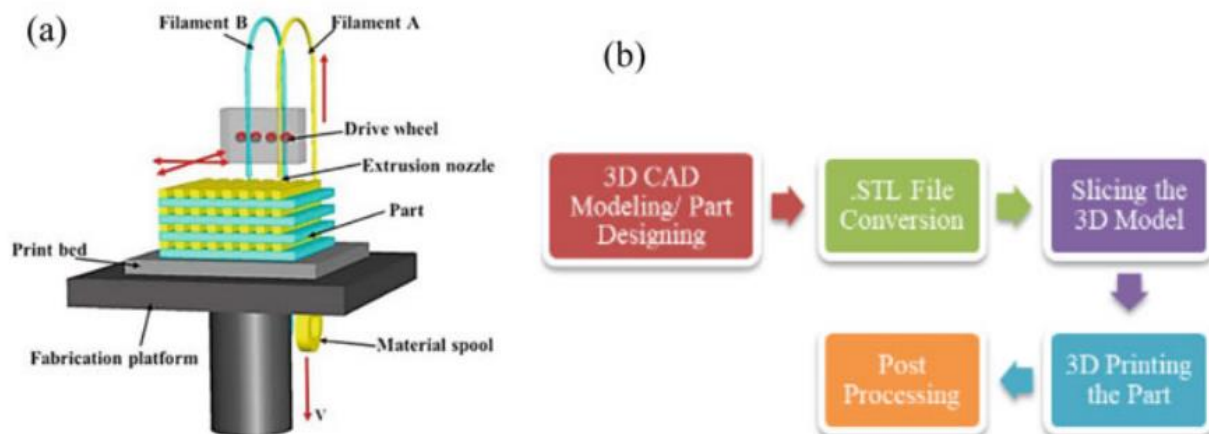 (a)
Filament B
Filament A
Drive wheel
Extrusion nozzle
Part
Print bed
Fabrication platform
Material spool
V
(b)
3D CAD
Modeling/ Part
Designing
.STL File
Conversion
Slicing the
3D Model
3D Printing
the Part
Post
Processing